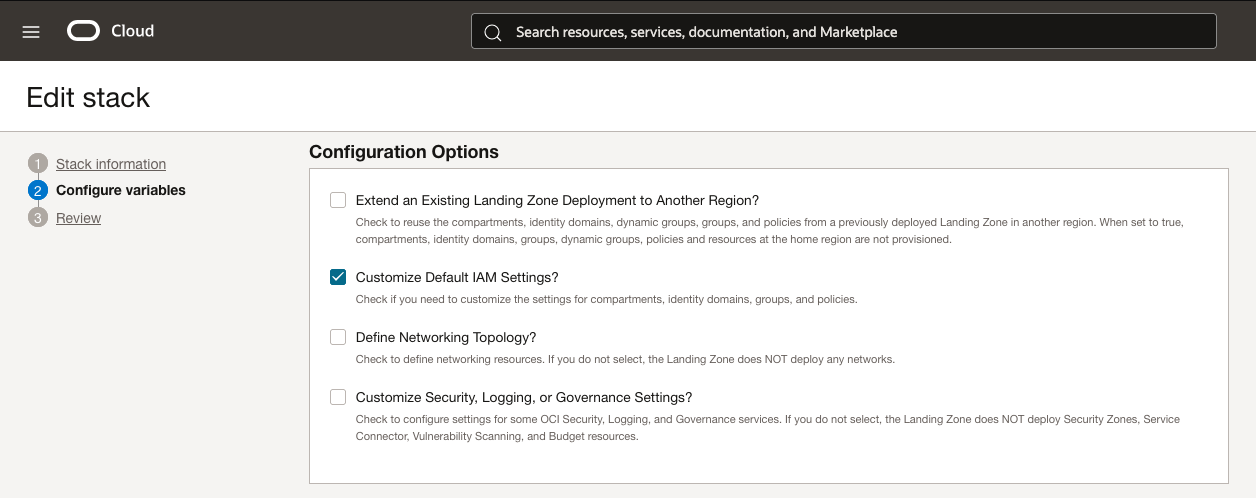 Cloud
Search resources, services, documentation, and Marketplace
Edit stack
1 Stack information
2 Configure variables
3 Review
Configuration Options
Extend an Existing Landing Zone Deployment to Another Region?
Check to reuse the compartments, identity domains, dynamic groups, groups, and policies from a previously deployed Landing Zone in another region. When set to true,
compartments, identity domains, groups, dynamic groups, policies and resources at the home region are not provisioned.
Customize Default IAM Settings?
Check if you need to customize the settings for compartments, identity domains, groups, and policies.
Define Networking Topology?
Check to define networking resources. If you do not select, the Landing Zone does NOT deploy any networks.
Customize Security, Logging, or Governance Settings?
Check to configure settings for some OCI Security, Logging, and Governance services. If you do not select, the Landing Zone does NOT deploy Security Zones, Service
Connector, Vulnerability Scanning, and Budget resources.